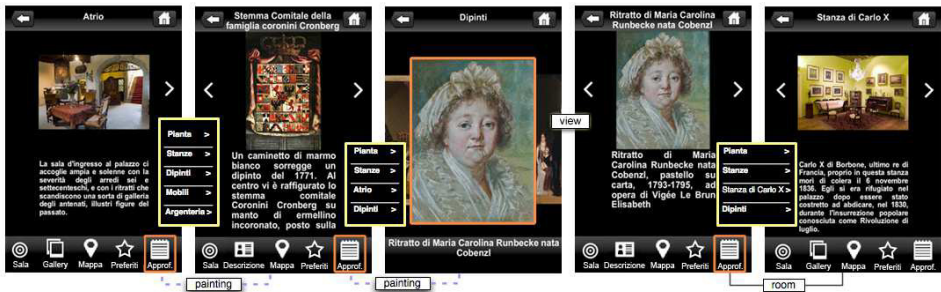 Atrio
La sala d'ingresso al palazzo ci
accoglie ampia e solenne con la
severità degli arredi sei e
settecenteschi, e con i ritratti che
scandiscono una sorta di galleria
degli antenati, illustri figure del
passato.
Sala Gallery Mappa Preferiti Approf.
Pianta >
Stanze >
Dipinti >
Mobili >
Argenteria >
painting
Stemma Comitale della
famiglia coronini Cronberg
Un caminetto di marmo
bianco sorregge un
dipinto del 1771. Al
centro vi è raffigurato lo
stemma comitale
Coronini Cronberg su
manto di ermellino
incoronato, posto sulla
Sala Descrizione Mappa Preferiti Approf.
Pianta >
Stanze >
Atrio >
Dipinti >
painting
Dipinti
Ritratto di Maria Carolina Runbecke nata
Cobenzl
view
Ritratto di Maria Carolina
Runbecke nata Cobenzl
Ritratto di Maria
Carolina Runbecke nata
Cobenzl, pastello su
carta, 1793-1795, ad
opera di Vigée Le Brun
Elisabeth
Sala Descrizione Mappa Preferiti Approf.
Pianta >
Stanze >
Stanza di Carlo X >
Dipinti >
room
Stanza di Carlo X
Carlo X di Borbone, ultimo re di
Francia, proprio in questa stanza
morì di colera il 6 novembre
1836. Egli si era rifugiato nel
palazzo dopo essere stato
costretto ad abdicare, nel 1830,
durante l'insurrezione popolare
conosciuta come Rivoluzione di
luglio.
Sala Gallery Mappa Preferiti Approf.